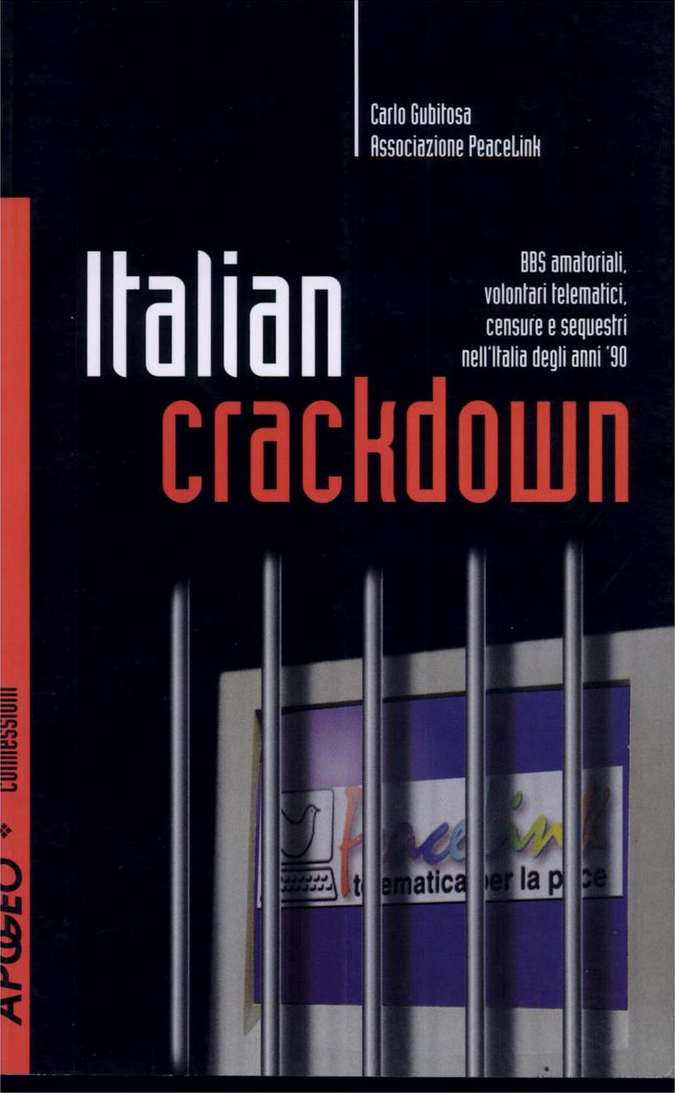 Carlo Gubitosa
Associazione PeaceLink
BBS amatoriali,
volontari telematici,
censure e sequestri
nell'Italia degli anni '90
Italian
crackdown
PeaceLink
telematica per la pace
APOGEO ❖ Connessioni